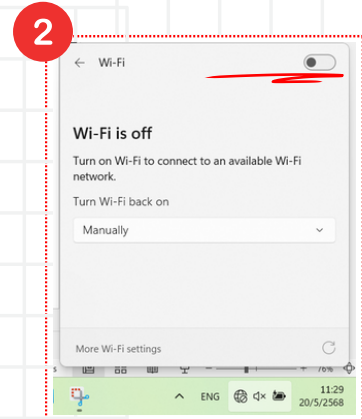 2
Wi-Fi
Wi-Fi is off
Turn on Wi-Fi to connect to an available Wi-Fi
network.
Turn Wi-Fi back on
Manually
More Wi-Fi settings
76%
ENG
11:29
20/5/2568